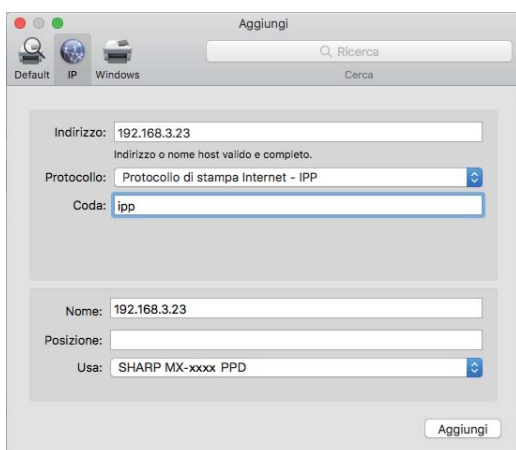 Aggiungi
Default IP Windows
Ricerca
Cerca
Indirizzo: 192.168.3.23
Indirizzo o nome host valido e completo.
Protocollo: Protocollo di stampa Internet - IPP
Coda: ipp
Nome: 192.168.3.23
Posizione:
Usa: SHARP MX-xxxx PPD
Aggiungi